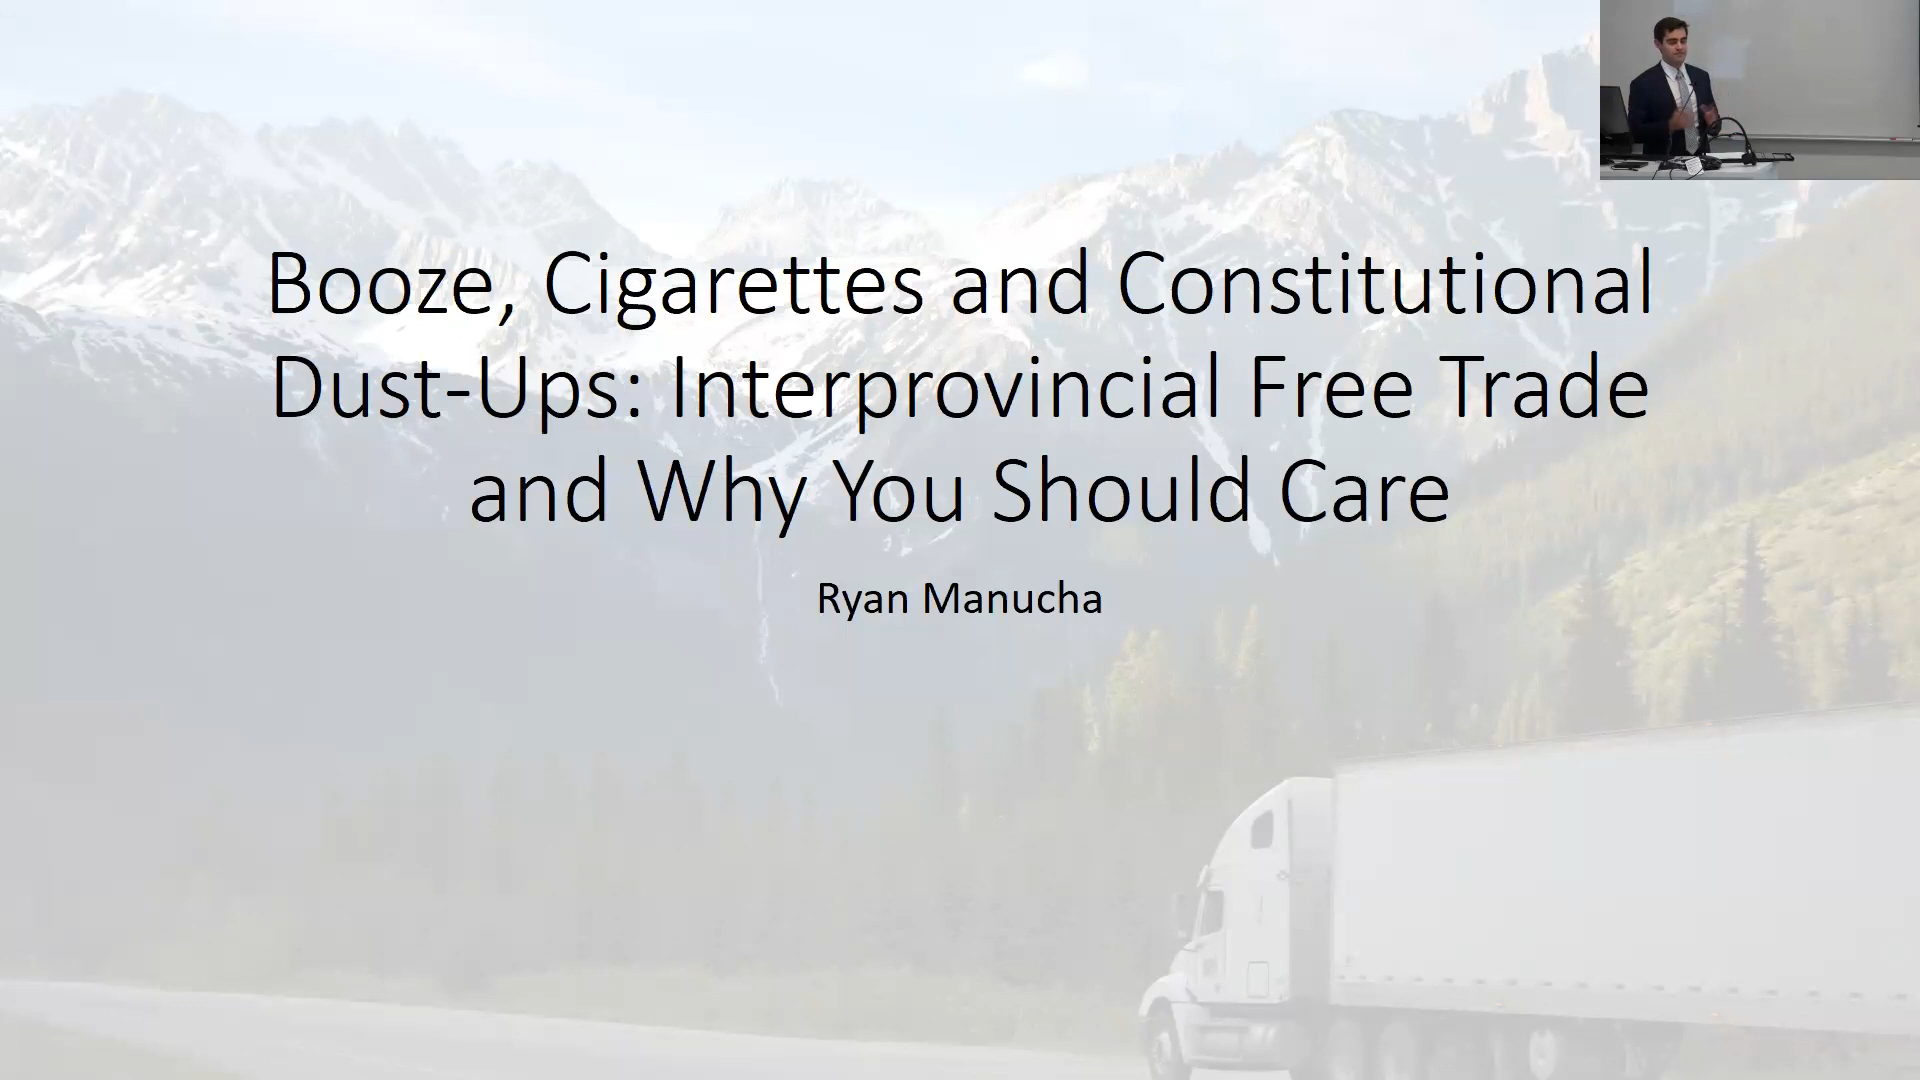 Booze, Cigarettes and Constitutional
Dust-Ups: Interprovincial Free Trade
and Why You Should Care
Ryan Manucha